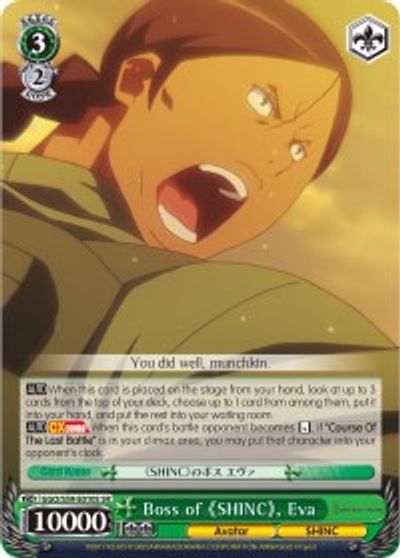 3
2
You did well, munchkin.
AUTO When this card is placed on the stage from your hand, look at up to 3
cards from the top of your deck, choose up to 1 card from among them, put
it into your hand, and put the rest into your waiting room.
AUTO CX COMBO When this card's battle opponent becomes, if "Course Of
The Last Battle" is in your climax area, you may put that character into your
opponent's clock.
Card Name 《SHINC》のボス エヴァ
10000
Boss of 《SHINC》, Eva
Avatar SHINC